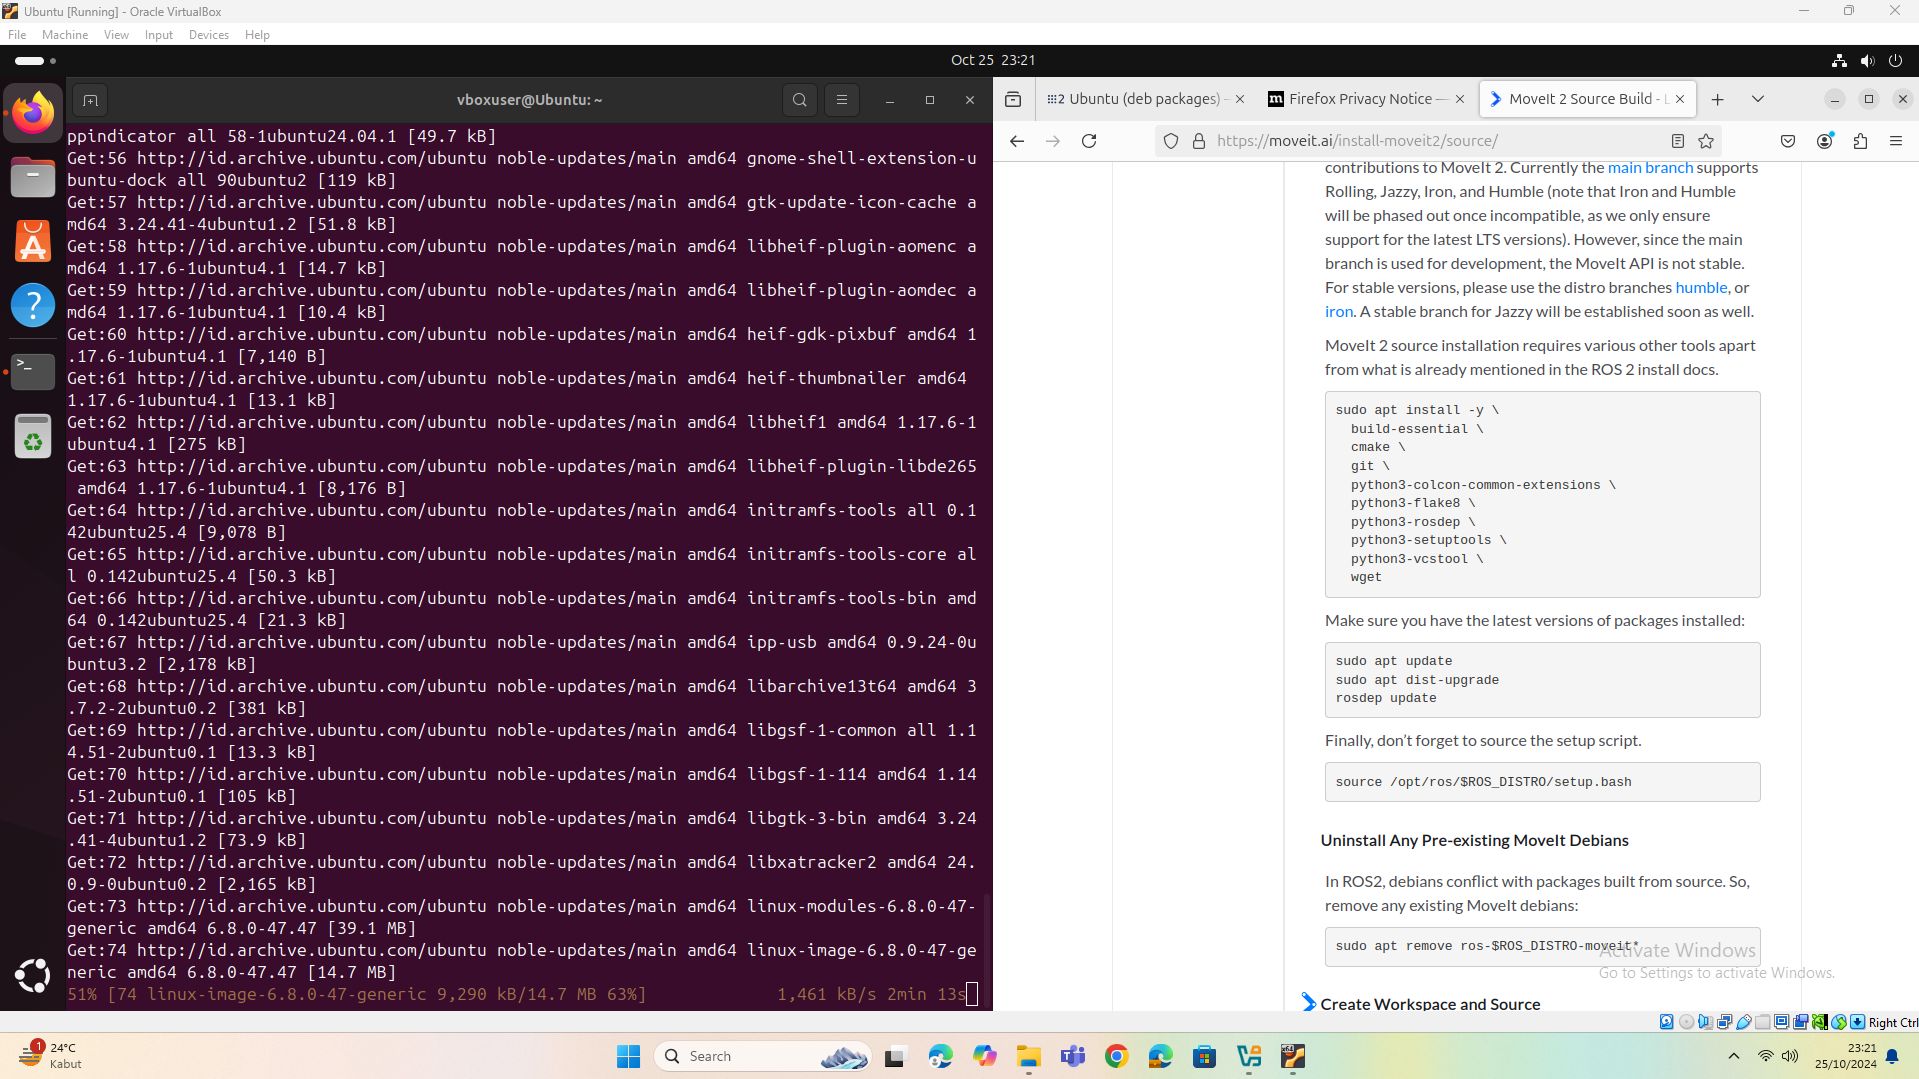 Ubuntu [Running] - Oracle VirtualBox
File Machine View Input Devices Help
Oct 25 23:21
vboxuser@Ubuntu: ~
ppindicator all 58-1ubuntu24.04.1 [49.7 kB]
Get:56 http://id.archive.ubuntu.com/ubuntu noble-updates/main amd64 gnome-shell-extension-u
buntu-dock all 90ubuntu2 [119 kB]
Get:57 http://id.archive.ubuntu.com/ubuntu noble-updates/main amd64 gtk-update-icon-cache a
md64 3.24.41-4ubuntu1.2 [51.8 kB]
Get:58 http://id.archive.ubuntu.com/ubuntu noble-updates/main amd64 libheif-plugin-aomenc a
md64 1.17.6-1ubuntu4.1 [14.7 kB]
Get:59 http://id.archive.ubuntu.com/ubuntu noble-updates/main amd64 libheif-plugin-aomdec a
md64 1.17.6-1ubuntu4.1 [10.4 kB]
Get:60 http://id.archive.ubuntu.com/ubuntu noble-updates/main amd64 heif-gdk-pixbuf amd64 1
.17.6-1ubuntu4.1 [7,140 B]
Get:61 http://id.archive.ubuntu.com/ubuntu noble-updates/main amd64 heif-thumbnailer amd64
1.17.6-1ubuntu4.1 [13.1 kB]
Get:62 http://id.archive.ubuntu.com/ubuntu noble-updates/main amd64 libheif1 amd64 1.17.6-1
ubuntu4.1 [275 kB]
Get:63 http://id.archive.ubuntu.com/ubuntu noble-updates/main amd64 libheif-plugin-libde265
amd64 1.17.6-1ubuntu4.1 [8,176 B]
Get:64 http://id.archive.ubuntu.com/ubuntu noble-updates/main amd64 initramfs-tools all 0.1
42ubuntu25.4 [9,078 B]
Get:65 http://id.archive.ubuntu.com/ubuntu noble-updates/main amd64 initramfs-tools-core al
l 0.142ubuntu25.4 [50.3 kB]
Get:66 http://id.archive.ubuntu.com/ubuntu noble-updates/main amd64 initramfs-tools-bin amd
64 0.142ubuntu25.4 [21.3 kB]
Get:67 http://id.archive.ubuntu.com/ubuntu noble-updates/main amd64 ipp-usb amd64 0.9.24-0u
buntu3.2 [2,178 kB]
Get:68 http://id.archive.ubuntu.com/ubuntu noble-updates/main amd64 libarchive13t64 amd64 3
.7.2-2ubuntu0.2 [381 kB]
Get:69 http://id.archive.ubuntu.com/ubuntu noble-updates/main amd64 libgsf-1-common all 1.1
4.51-2ubuntu0.1 [13.3 kB]
Get:70 http://id.archive.ubuntu.com/ubuntu noble-updates/main amd64 libgsf-1-114 amd64 1.14
.51-2ubuntu0.1 [105 kB]
Get:71 http://id.archive.ubuntu.com/ubuntu noble-updates/main amd64 libgtk-3-bin amd64 3.24
.41-4ubuntu1.2 [73.9 kB]
Get:72 http://id.archive.ubuntu.com/ubuntu noble-updates/main amd64 libxatracker2 amd64 24.
0.9-0ubuntu0.2 [2,165 kB]
Get:73 http://id.archive.ubuntu.com/ubuntu noble-updates/main amd64 linux-modules-6.8.0-47-
generic amd64 6.8.0-47.47 [39.1 MB]
Get:74 http://id.archive.ubuntu.com/ubuntu noble-updates/main amd64 linux-image-6.8.0-47-ge
neric amd64 6.8.0-47.47 [14.7 MB]
51% [74 linux-image-6.8.0-47-generic 9,290 kB/14.7 MB 63%] 1,461 kB/s 2min 13s
Ubuntu (deb packages) - Firefox Privacy Notice — MoveIt 2 Source Build -
https://moveit.ai/install-moveit2/source/
contributions to MoveIt 2. Currently the main branch supports
Rolling, Jazzy, Iron, and Humble (note that Iron and Humble
will be phased out once incompatible, as we only ensure
support for the latest LTS versions). However, since the main
branch is used for development, the MoveIt API is not stable.
For stable versions, please use the distro branches humble, or
iron. A stable branch for Jazzy will be established soon as well.
MoveIt 2 source installation requires various other tools apart
from what is already mentioned in the ROS 2 install docs.
sudo apt install -y \
build-essential \
cmake \
git \
python3-colcon-common-extensions \
python3-flake8 \
python3-rosdep \
python3-setuptools \
python3-vcstool \
wget
Make sure you have the latest versions of packages installed:
sudo apt update
sudo apt dist-upgrade
rosdep update
Finally, don't forget to source the setup script.
source /opt/ros/$ROS_DISTRO/setup.bash
Uninstall Any Pre-existing MoveIt Debians
In ROS2, debians conflict with packages built from source. So,
remove any existing MoveIt debians:
sudo apt remove ros-$ROS_DISTRO-moveit*
Activate Windows
Go to Settings to activate Windows.
Create Workspace and Source
Right Ctrl
1
24°C
Kabut
Search
23:21
25/10/2024